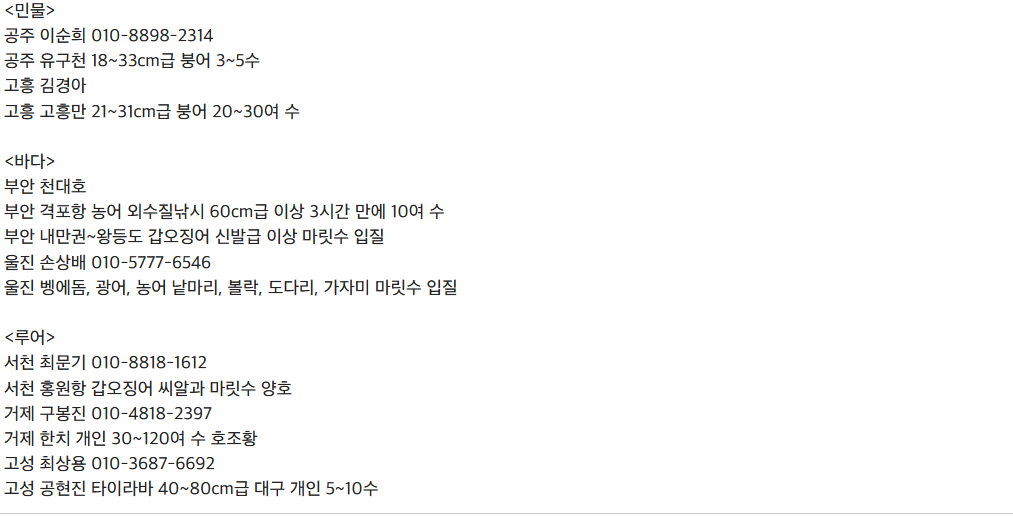 <민물>
공주 이순희 010-8898-2314
공주 유구천 18~33cm급 붕어 3~5수
고흥 김경아
고흥 고흥만 21~31cm급 붕어 20~30여 수
<바다>
부안 천대호
부안 격포항 농어 외수질낚시 60cm급 이상 3시간 만에 10여 수
부안 내만권~왕등도 갑오징어 신발급 이상 마릿수 입질
울진 손상배 010-5777-6546
울진 벵에돔, 광어, 농어 낱마리, 볼락, 도다리, 가자미 마릿수 입질
<루어>
서천 최문기 010-8818-1612
서천 홍원항 갑오징어 씨알과 마릿수 양호
거제 구봉진 010-4818-2397
거제 한치 개인 30~120여 수 호조황
고성 최상용 010-3687-6692
고성 공현진 타이라바 40~80cm급 대구 개인 5~10수